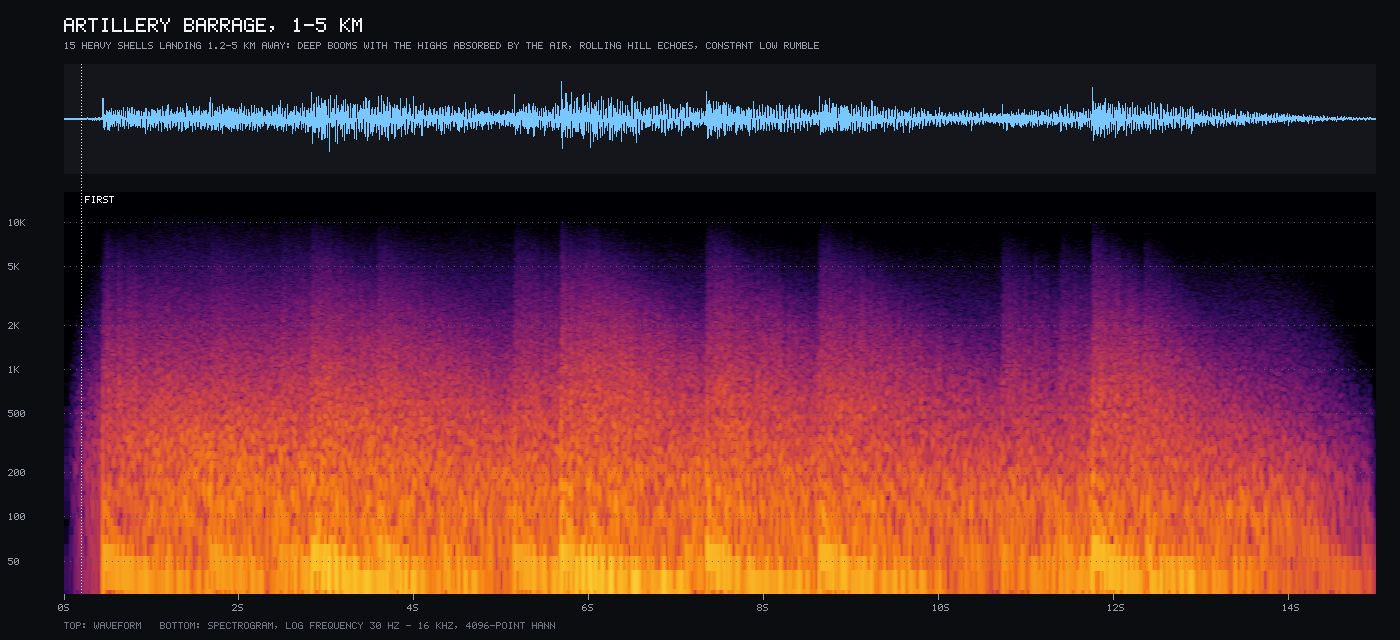 ARTILLERY BARRAGE, 1-5 KM
15 HEAVY SHELLS LANDING 1.2-5 KM AWAY: DEEP BOOMS WITH THE HIGHS ABSORBED BY THE AIR, ROLLING HILL ECHOES, CONSTANT LOW RUMBLE
FIRST
10K
5K
2K
1K
500
200
100
50
0S 2S 4S 6S 8S 10S 12S 14S
TOP: WAVEFORM   BOTTOM: SPECTROGRAM, LOG FREQUENCY 30 HZ - 16 KHZ, 4096-POINT HANN